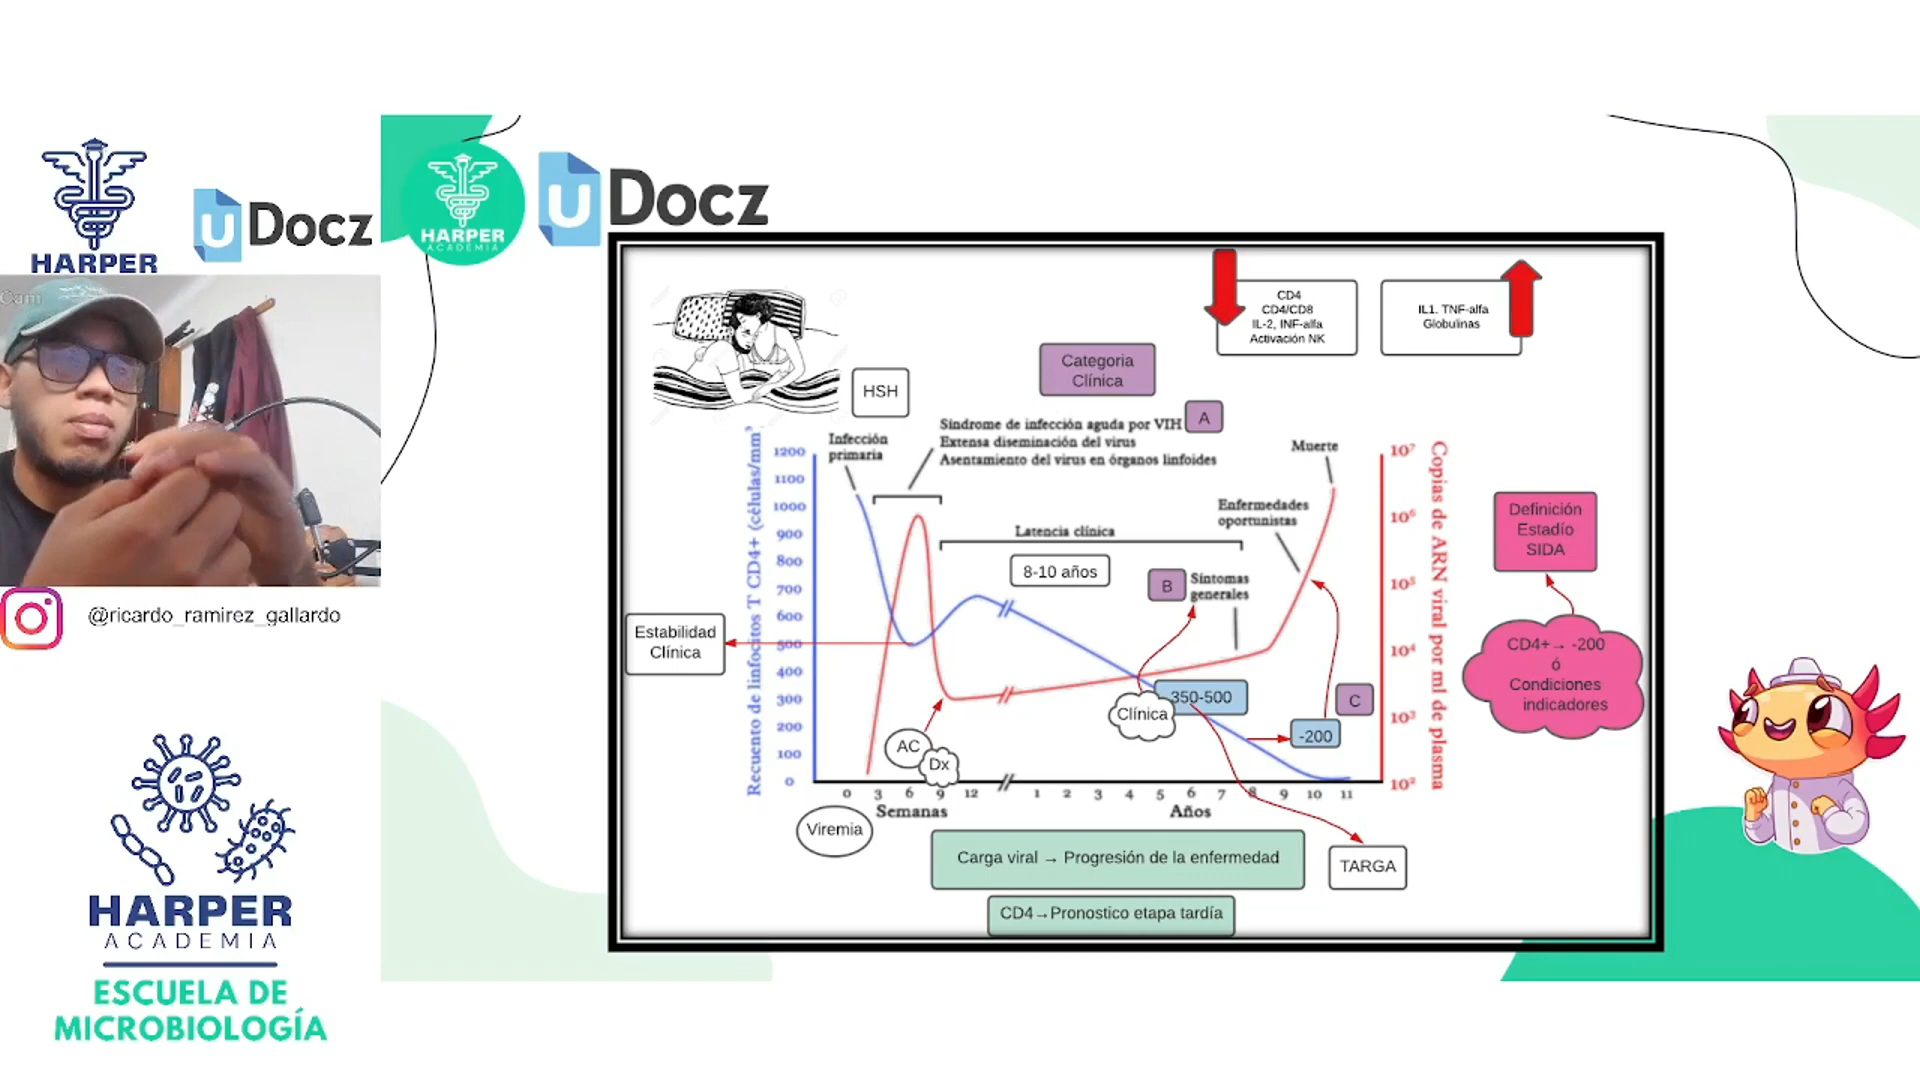 HARPER
UDocz
HARPER
ACADEMIA
UDocz
Cam
@ricardo_ramirez_gallardo
HARPER
ACADEMIA
ESCUELA DE
MICROBIOLOGÍA
CD4
CD4/CD8
IL-2, INF-alfa
Activación NK
IL1. TNF-alfa
Globulinas
Categoria
Clínica
HSH
A
Síndrome de infección aguda por VIH
Extensa diseminación del virus
Asentamiento del virus en órganos linfoides
Infección
primaria
Muerte
Enfermedades
oportunistas
Latencia clínica
8-10 años
B
Síntomas
generales
Definición
Estadío
SIDA
Estabilidad
Clínica
CD4+→ -200
ó
Condiciones
indicadores
350-500
Clínica
C
-200
AC
Dx
Recuento de linfocitos T CD4+ (células/mm³
1200
1100
1000
900
800
700
600
500
400
300
200
100
0
Copias de ARN viral por ml de plasma
10⁷
10⁶
10⁵
10⁴
10³
10²
0 3 6 9 12 1 2 3 4 5 6 7 8 9 10 11
Semanas Años
Viremia
Carga viral → Progresión de la enfermedad
TARGA
CD4→Pronostico etapa tardía